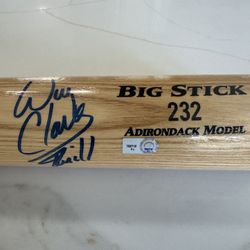 Will
Clark
Thrill
BIG STICK
232
ADIRONDACK MODEL